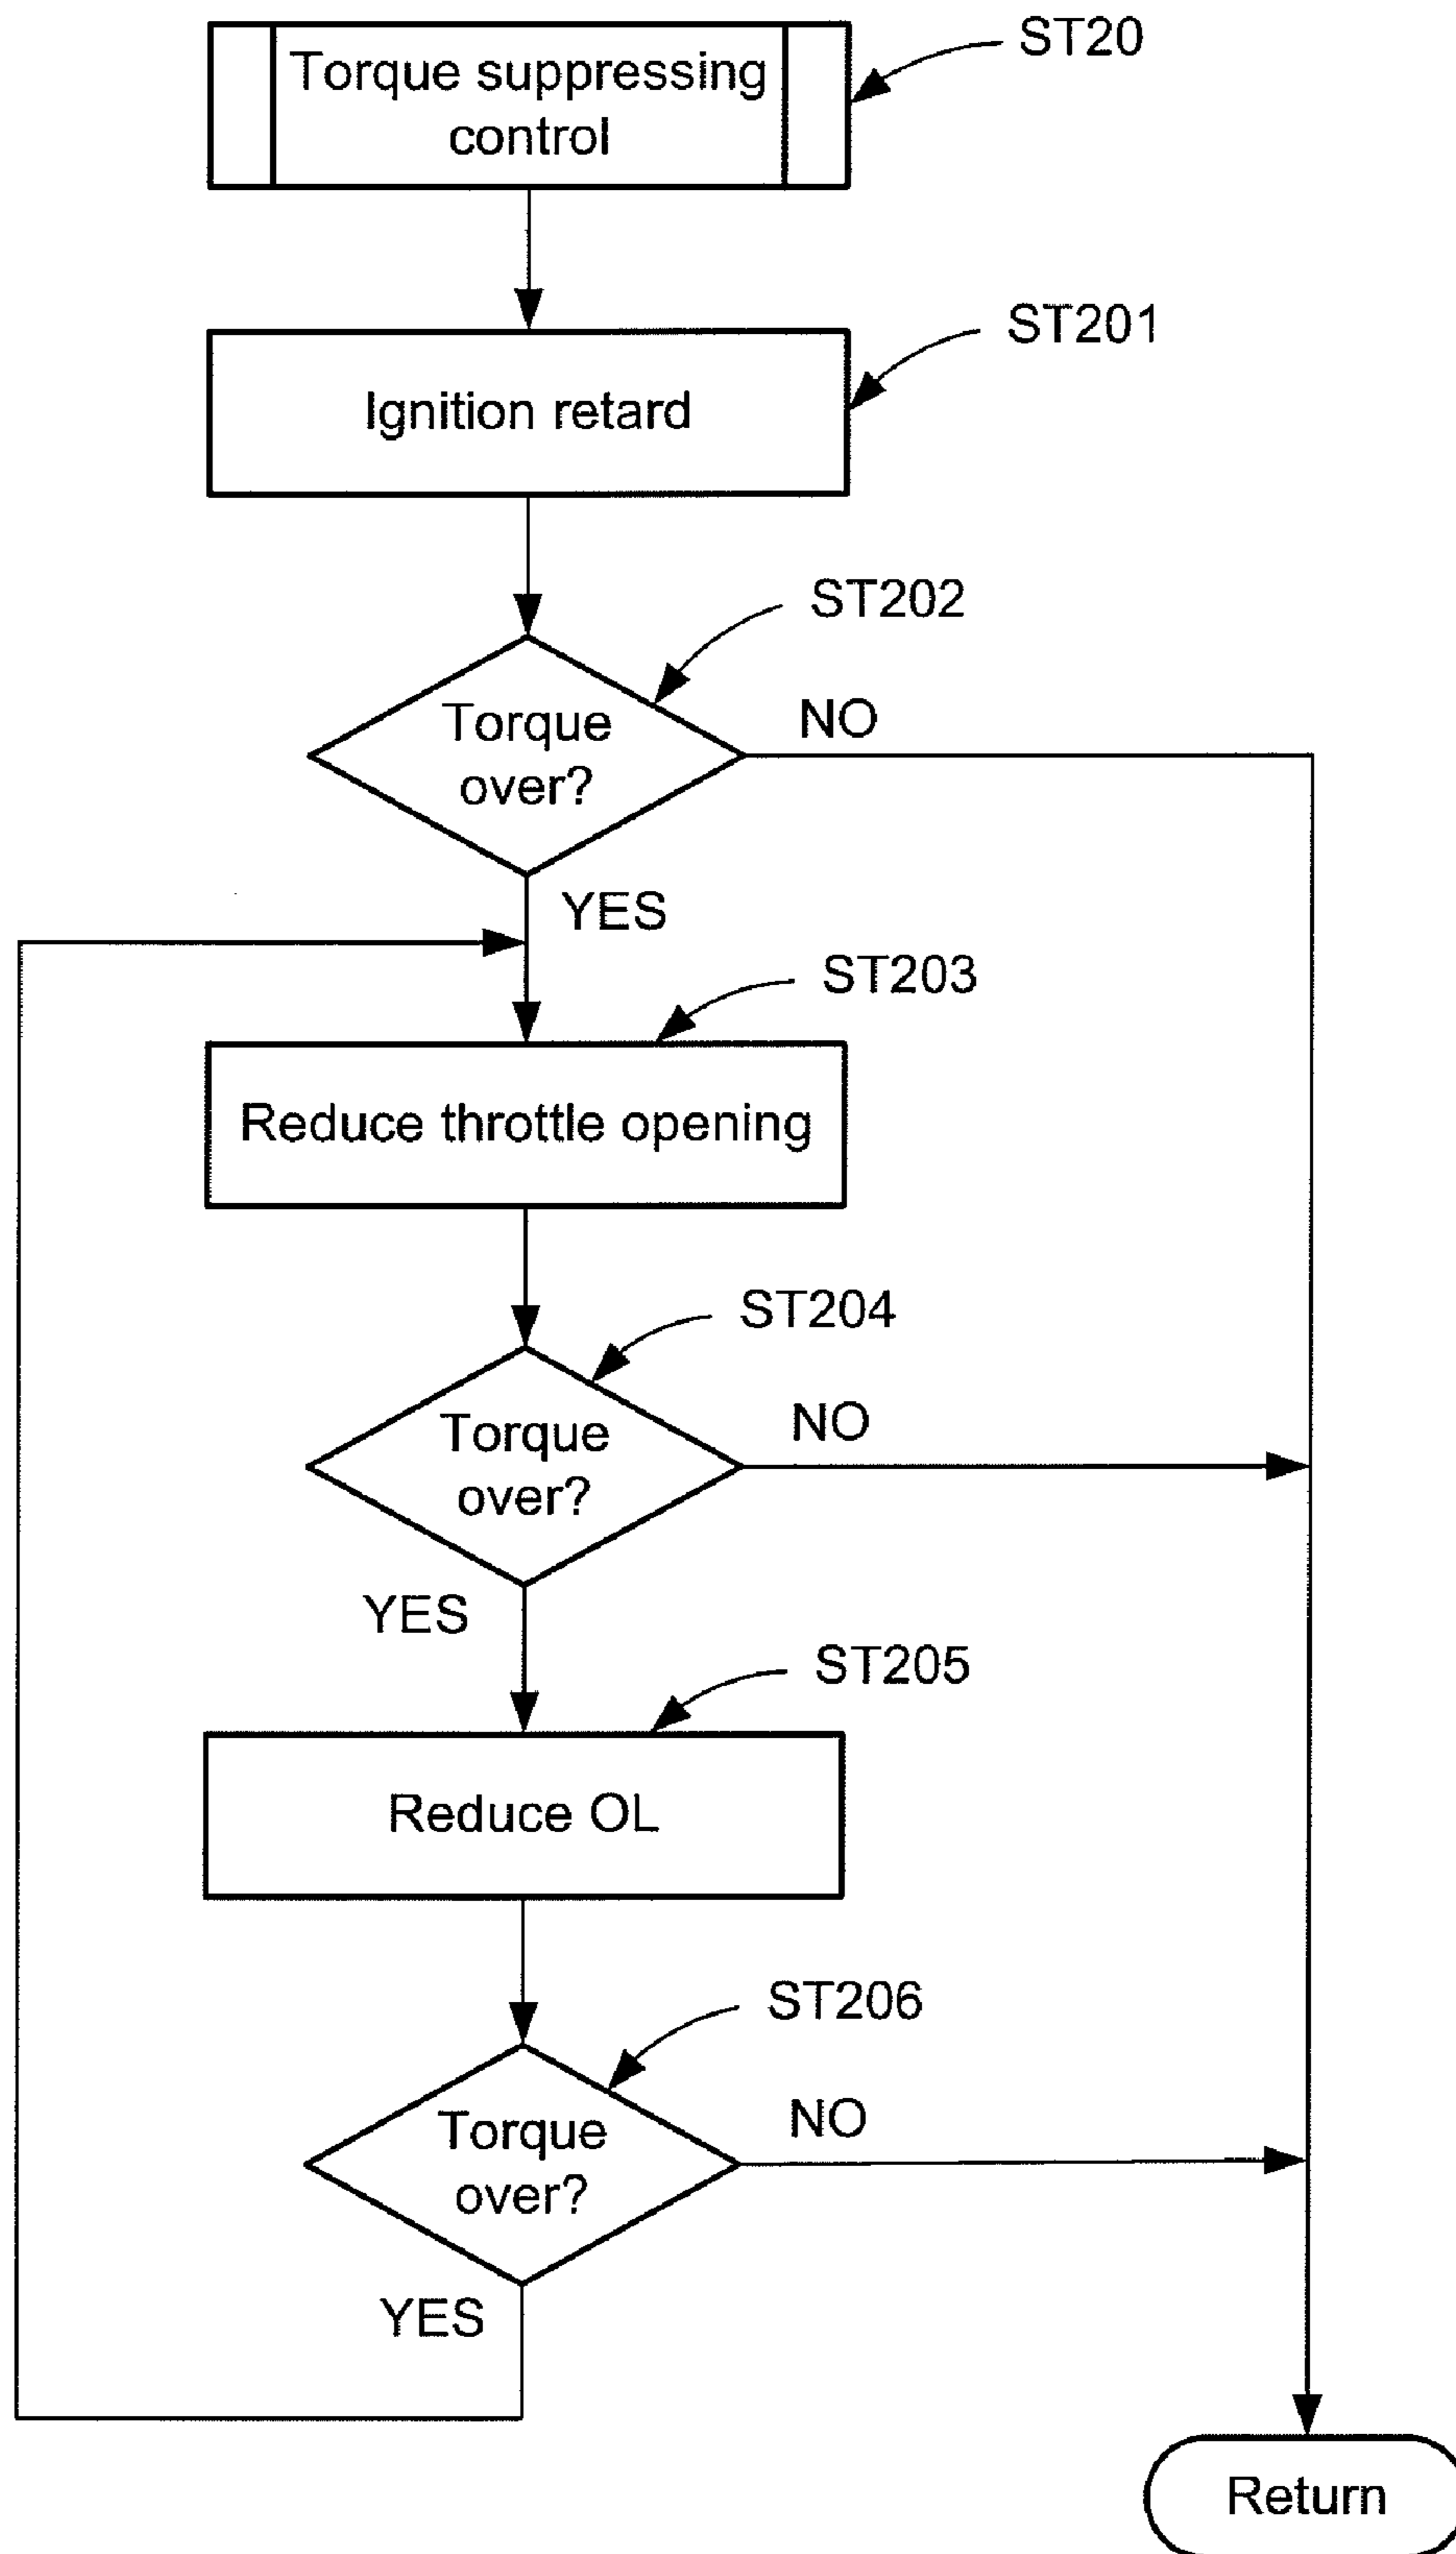 ST20
Torque suppressing
control
ST201
Ignition retard
ST202
Torque
over?
NO
YES
ST203
Reduce throttle opening
ST204
Torque
over?
NO
YES
ST205
Reduce OL
ST206
Torque
over?
NO
YES
Return